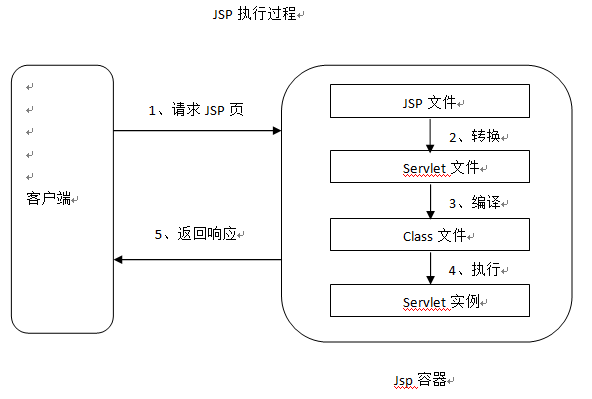 JSP 执行过程
客户端
1、请求 JSP 页
5、返回响应
JSP 文件
2、转换
Servlet 文件
3、编译
Class 文件
4、执行
Servlet 实例
Jsp 容器